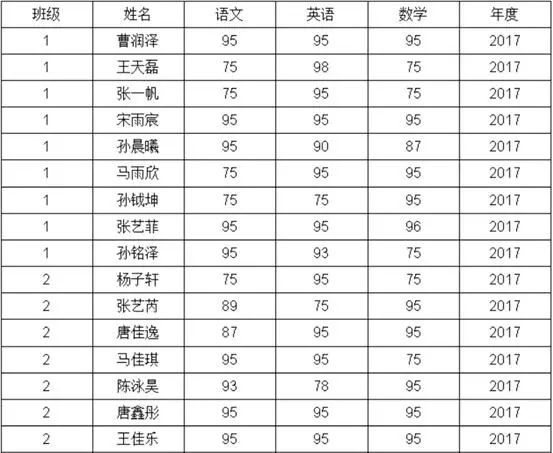 班级 姓名 语文 英语 数学 年度
1 曹润泽 95 95 95 2017
1 王天磊 75 98 75 2017
1 张一帆 75 95 75 2017
1 宋雨宸 95 95 95 2017
1 孙晨曦 95 90 87 2017
1 马雨欣 75 95 95 2017
1 孙钺坤 75 75 95 2017
1 张艺菲 95 95 96 2017
1 孙铭泽 95 93 75 2017
2 杨子轩 75 95 75 2017
2 张艺芮 89 75 95 2017
2 唐佳逸 87 95 95 2017
2 马佳琪 95 95 75 2017
2 陈泳昊 93 78 95 2017
2 唐鑫彤 95 95 95 2017
2 王佳乐 95 95 95 2017